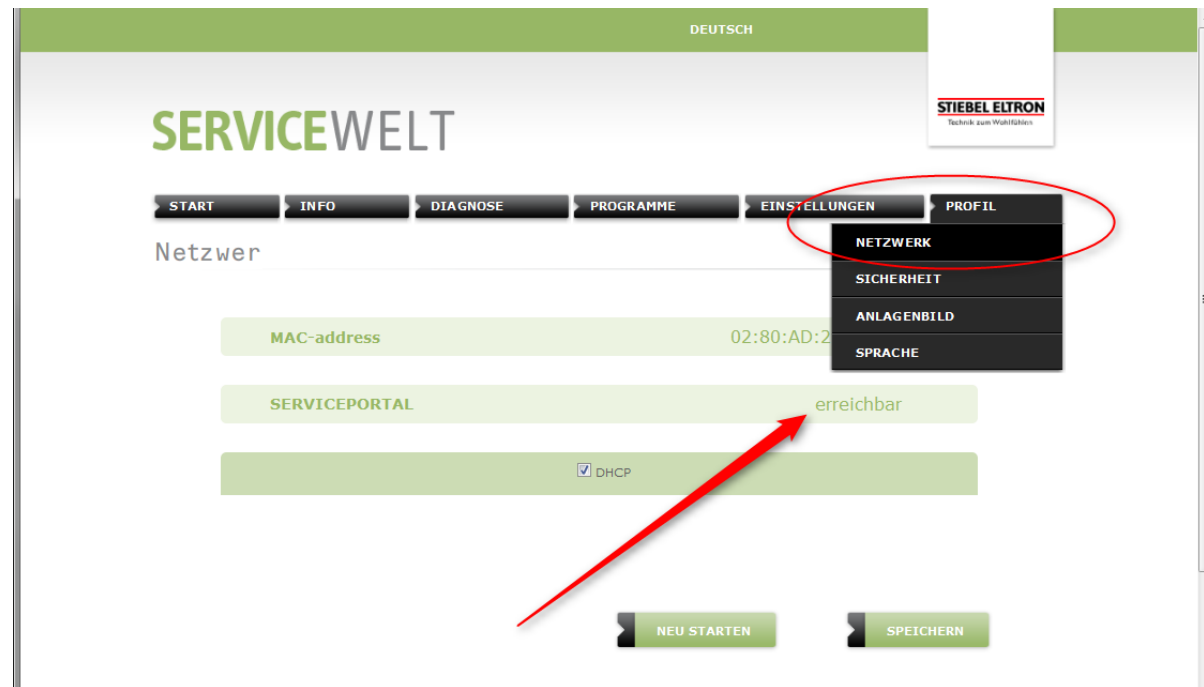 DEUTSCH
STIEBEL ELTRON
Technik zum Wohlfühlen
SERVICEWELT
START INFO DIAGNOSE PROGRAMME EINSTELLUNGEN PROFIL
Netzwer
NETZWERK
SICHERHEIT
ANLAGENBILD
SPRACHE
MAC-address 02:80:AD:2
SERVICEPORTAL erreichbar
DHCP
NEU STARTEN SPEICHERN